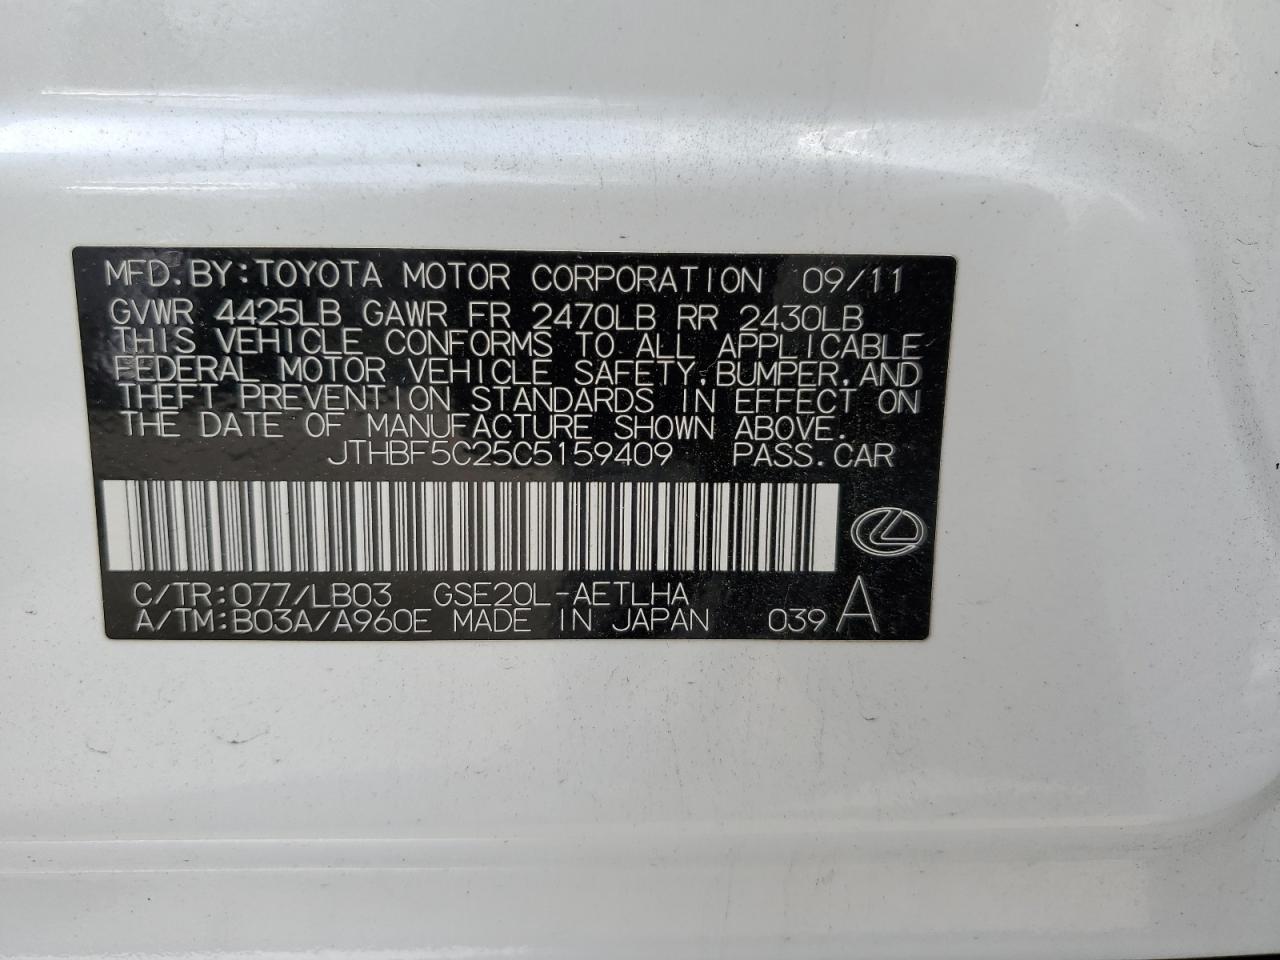 MFD. BY: TOYOTA MOTOR CORPORATION 09/11
GVWR 4425LB GAWR FR 2470LB RR 2430LB
THIS VEHICLE CONFORMS TO ALL APPLICABLE
FEDERAL MOTOR VEHICLE SAFETY, BUMPER, AND
THEFT PREVENTION STANDARDS IN EFFECT ON
THE DATE OF MANUFACTURE SHOWN ABOVE.
JTHBF5C25C5159409 PASS. CAR
C/TR: 077/LB03 GSE20L-AETLHA
A/TM: B03A/A960E MADE IN JAPAN 039 A